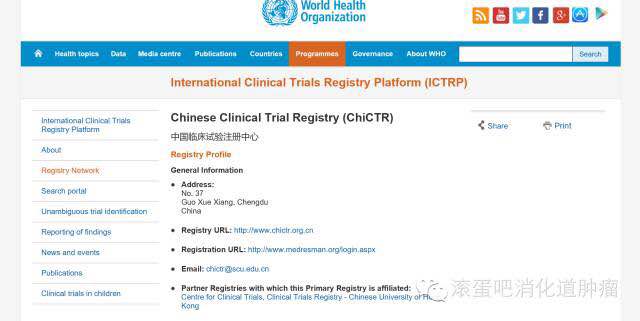 World Health
Organization
Health topics Data Media centre Publications Countries Programmes Governance About WHO Search
International Clinical Trials Registry Platform (ICTRP)
International Clinical Trials
Registry Platform
About
Registry Network
Search portal
Unambiguous trial identification
Reporting of findings
News and events
Publications
Clinical trials in children
Chinese Clinical Trial Registry (ChiCTR)
中国临床试验注册中心
Registry Profile
General Information
Address:
No. 37
Guo Xue Xiang, Chengdu
China
Registry URL: http://www.chictr.org.cn
Registration URL: http://www.medresman.org/login.aspx
Email: chictr@scu.edu.cn
Partner Registries with which this Primary Registry is affiliated:
Centre for Clinical Trials, Clinical Trials Registry - Chinese University of
Kong
Share
Print
滚蛋吧消化道肿瘤